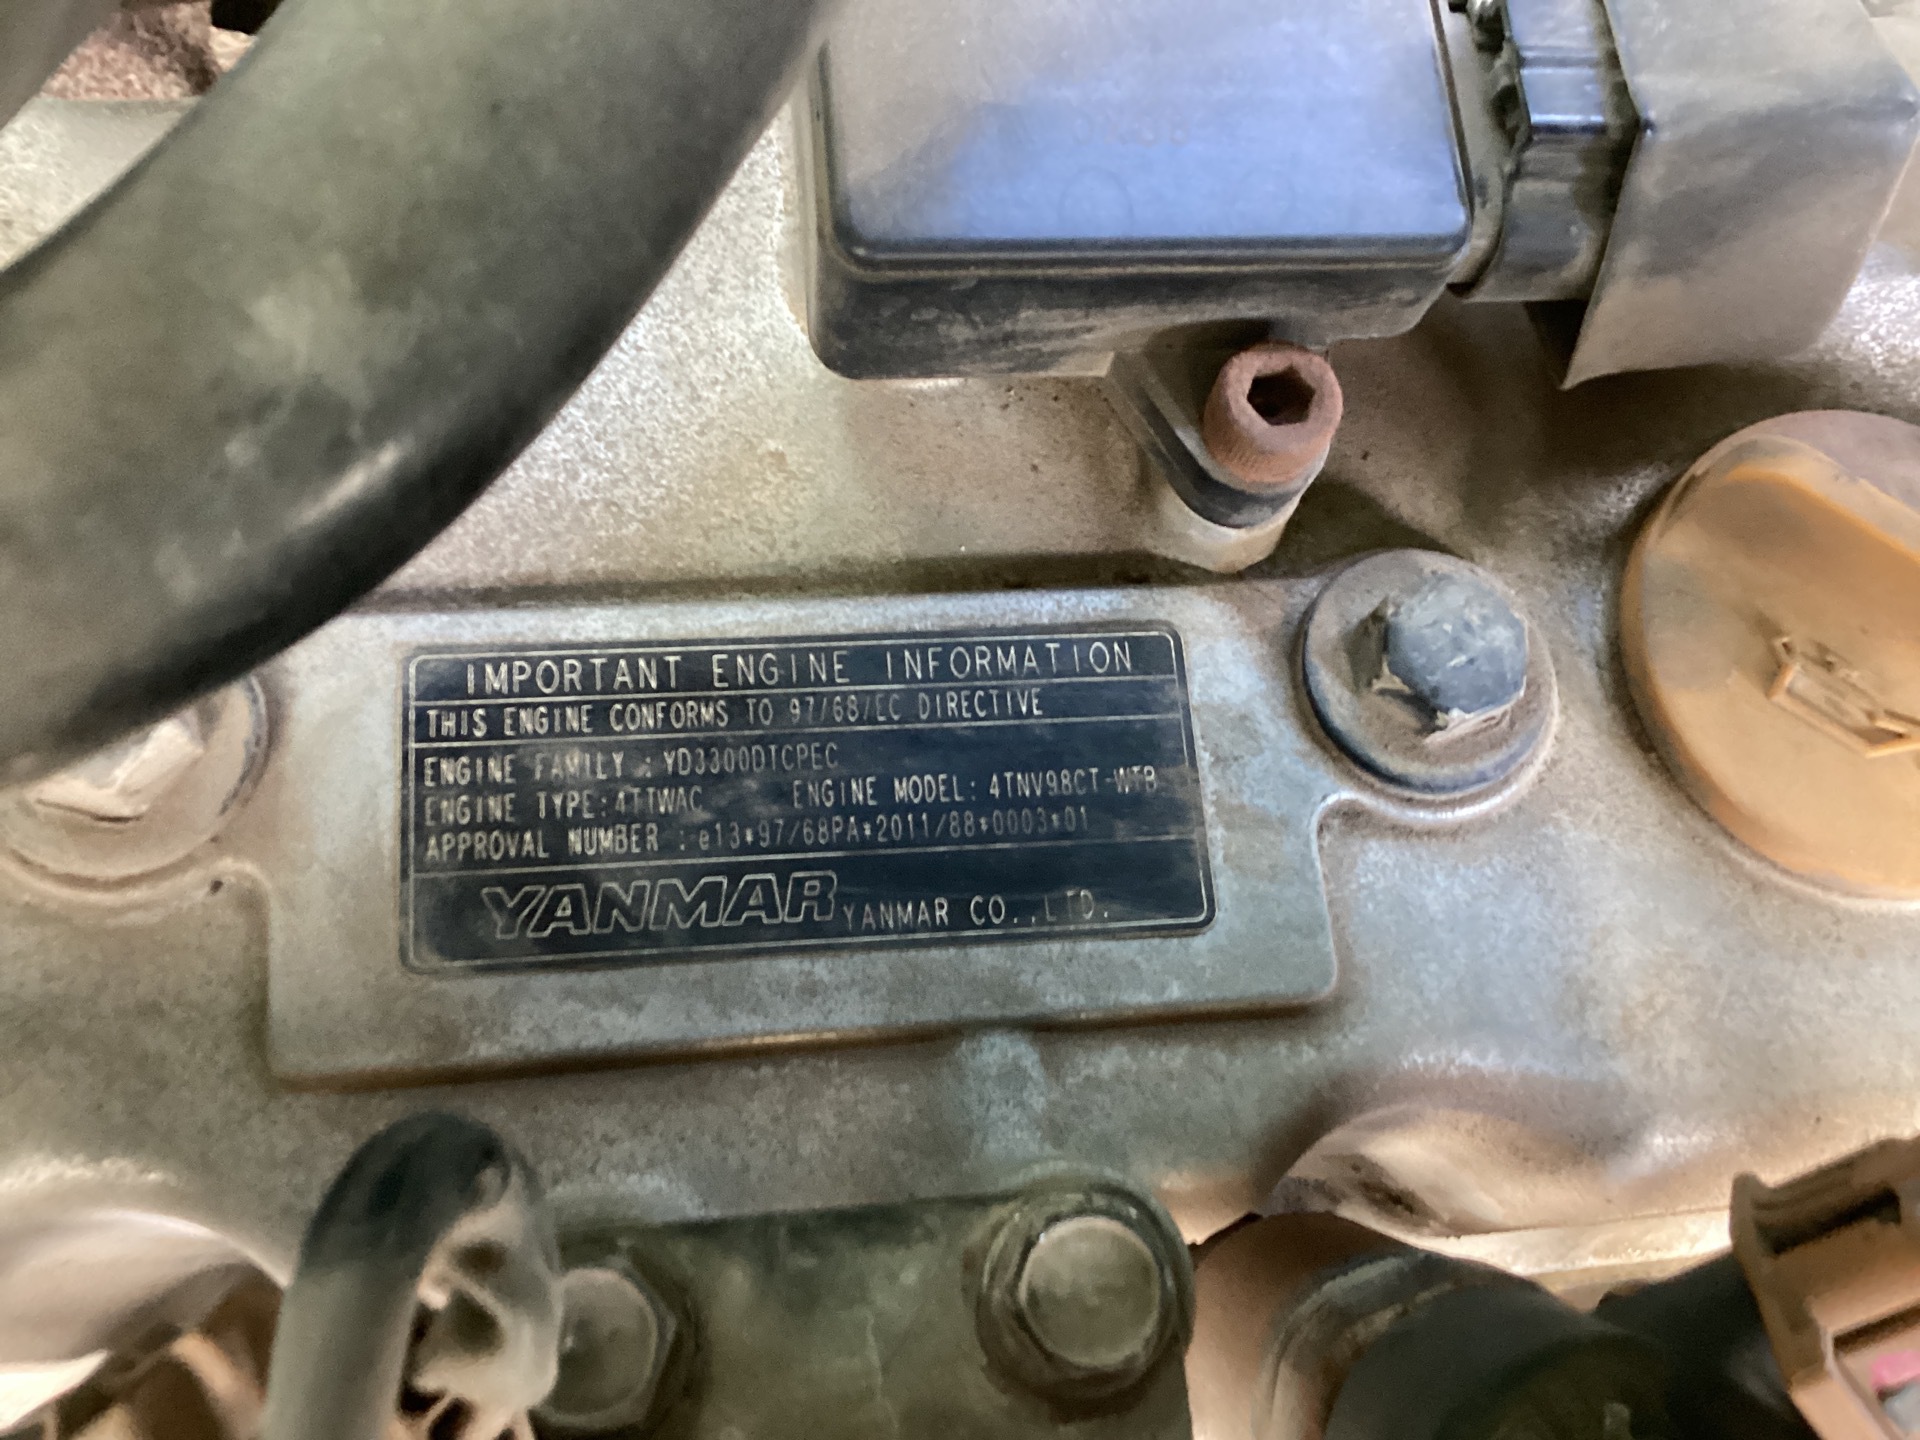 IMPORTANT ENGINE INFORMATION
THIS ENGINE CONFORMS TO 97/68/EC DIRECTIVE
ENGINE FAMILY : YD3300DTCPEC
ENGINE TYPE:4TTWAC ENGINE MODEL: 4TNV98CT-WTB
APPROVAL NUMBER : e13*97/68PA*2011/88*0003*01
YANMAR YANMAR CO.,LTD.